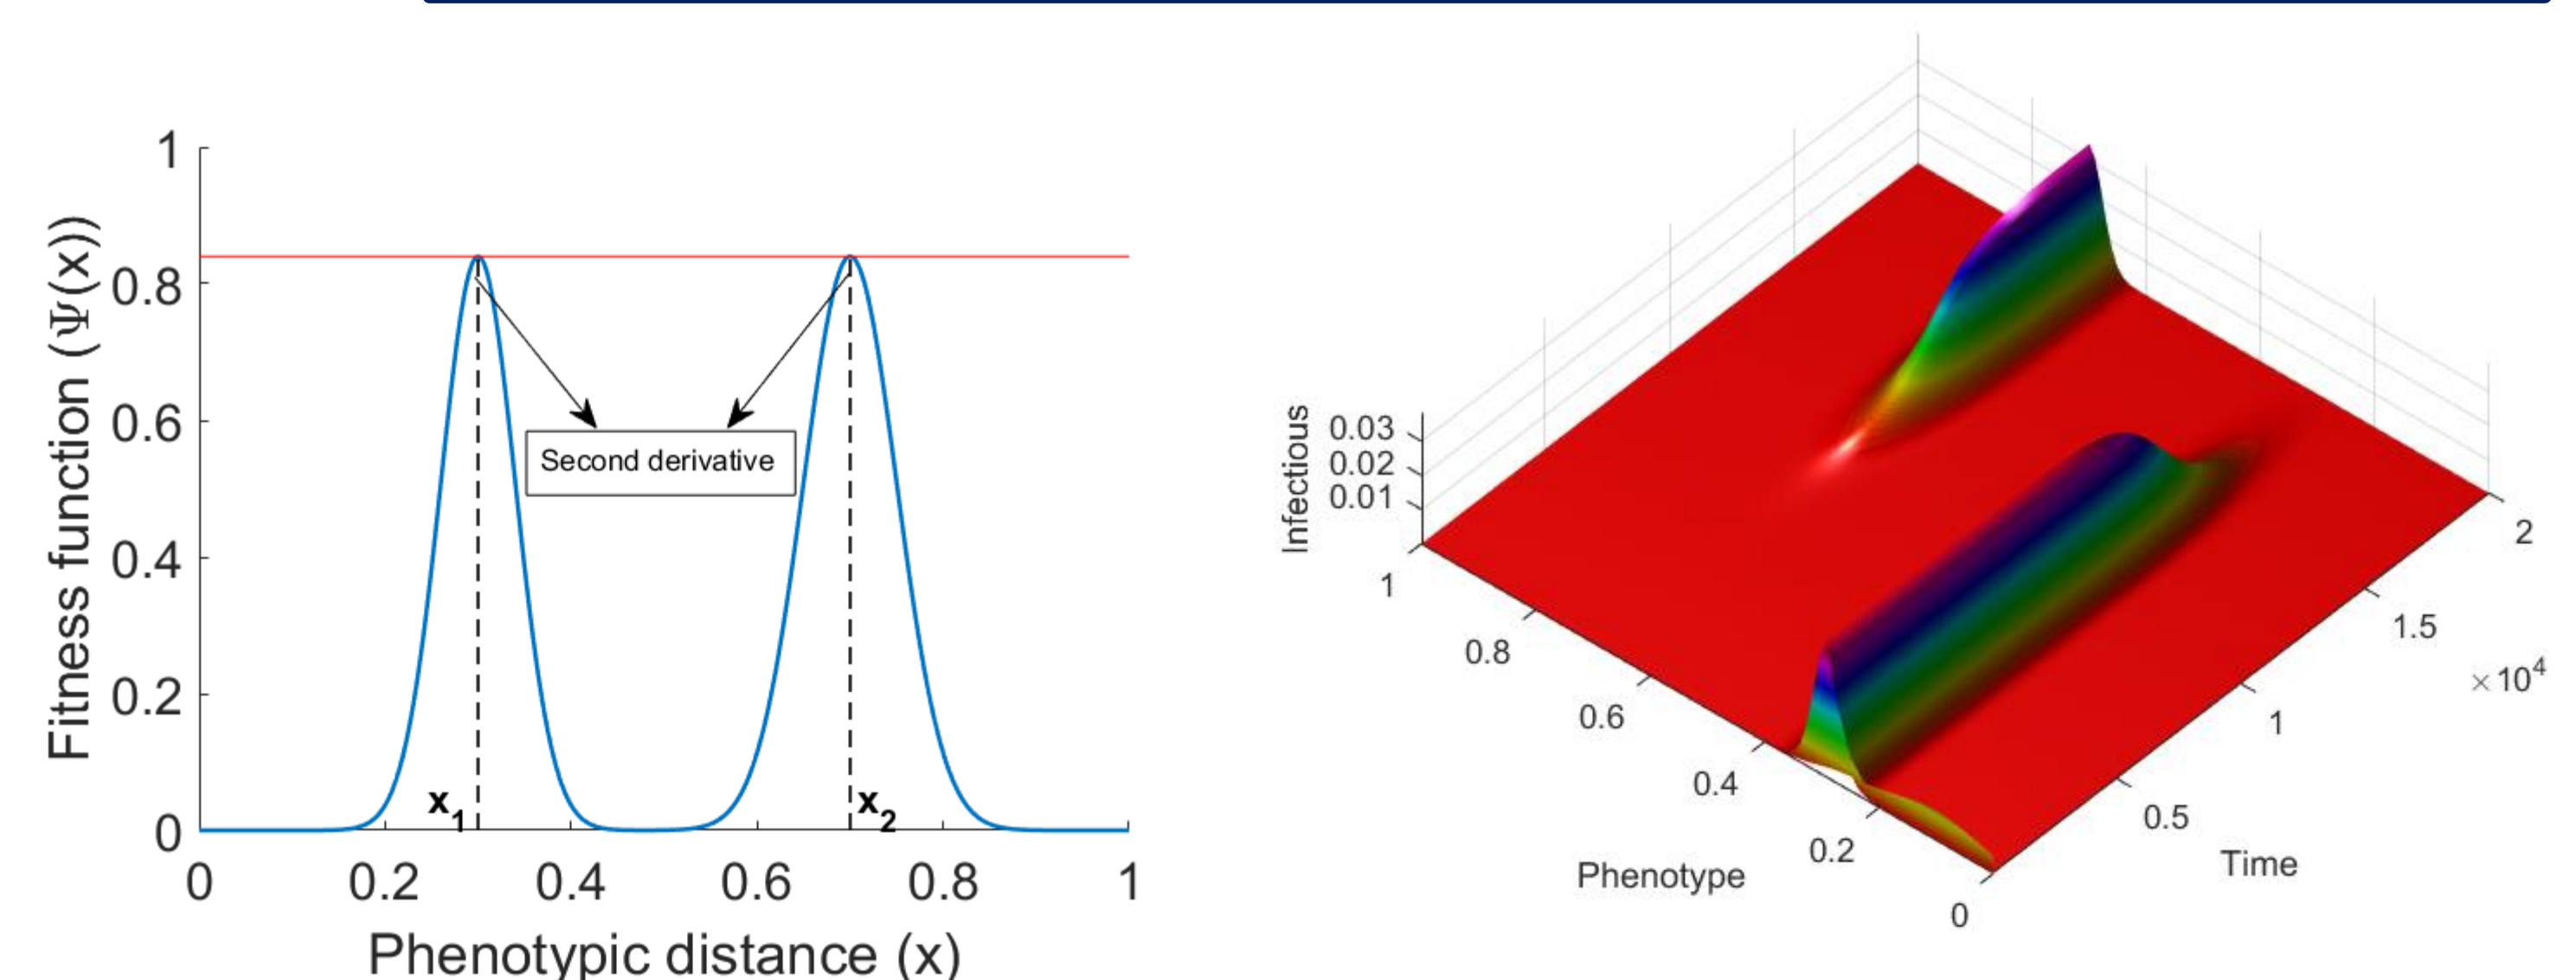 Fitness function (Ψ(x))
1
0.8
0.6
0.4
0.2
0
Second derivative
x1
x2
0 0.2 0.4 0.6 0.8 1
Phenotypic distance (x)
Infectious
0.03
0.02
0.01
1
0.8
0.6
0.4
0.2
0
Phenotype
2
1.5
1
0.5
×10^4
Time